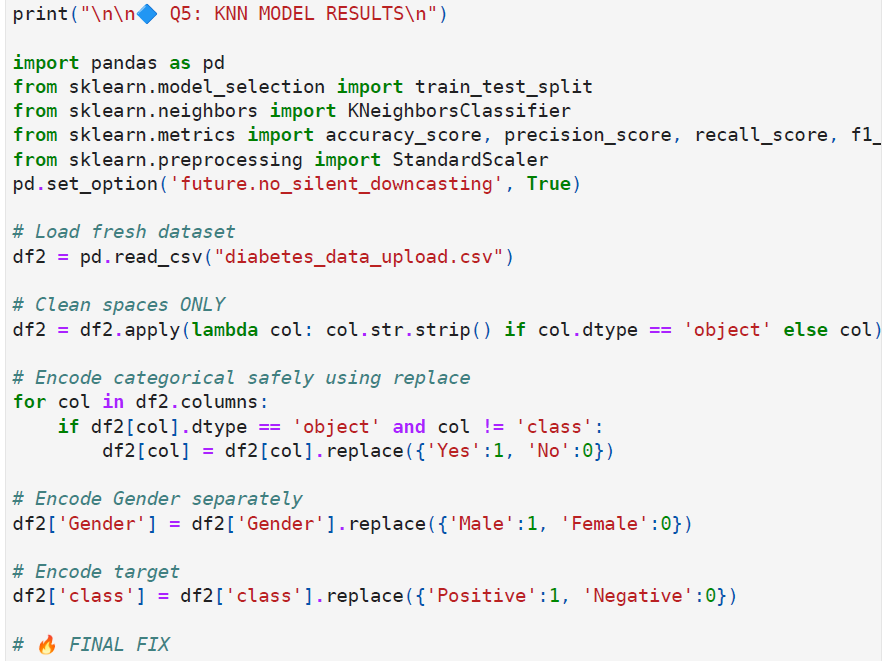 print("\n\n🔷 Q5: KNN MODEL RESULTS\n")
import pandas as pd
from sklearn.model_selection import train_test_split
from sklearn.neighbors import KNeighborsClassifier
from sklearn.metrics import accuracy_score, precision_score, recall_score, f1_
from sklearn.preprocessing import StandardScaler
pd.set_option('future.no_silent_downcasting', True)
# Load fresh dataset
df2 = pd.read_csv("diabetes_data_upload.csv")
# Clean spaces ONLY
df2 = df2.apply(lambda col: col.str.strip() if col.dtype == 'object' else col)
# Encode categorical safely using replace
for col in df2.columns:
    if df2[col].dtype == 'object' and col != 'class':
        df2[col] = df2[col].replace({'Yes':1, 'No':0})
# Encode Gender separately
df2['Gender'] = df2['Gender'].replace({'Male':1, 'Female':0})
# Encode target
df2['class'] = df2['class'].replace({'Positive':1, 'Negative':0})
# 🔥 FINAL FIX